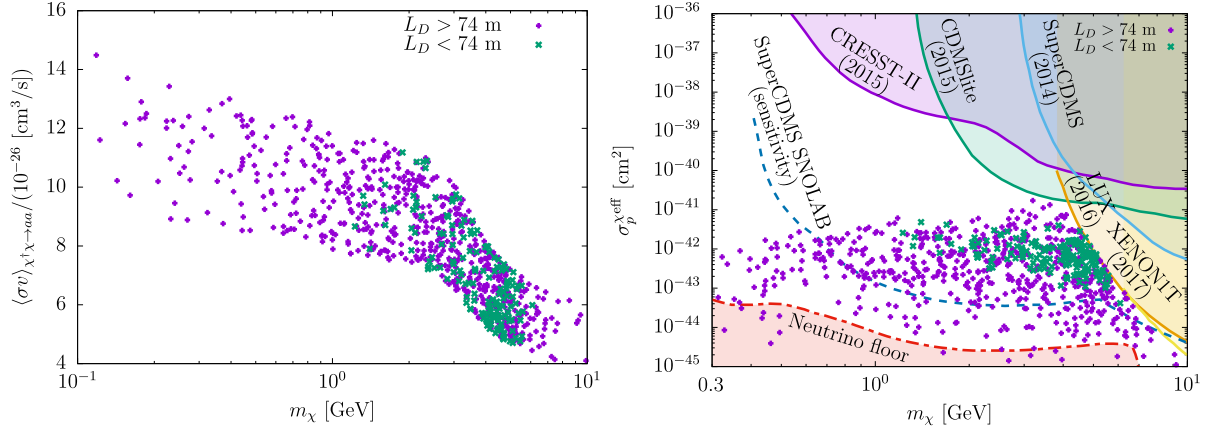 16
14
12
10
8
6
4
10⁻¹
10⁰
10¹
m_χ [GeV]
⟨σv⟩_χ†χ→aa/(10⁻²⁶ [cm³/s])
L_D > 74 m
L_D < 74 m
10⁻³⁶
10⁻³⁷
10⁻³⁸
10⁻³⁹
10⁻⁴⁰
10⁻⁴¹
10⁻⁴²
10⁻⁴³
10⁻⁴⁴
10⁻⁴⁵
0.3
10⁰
10¹
m_χ [GeV]
σ_p^χeff [cm²]
L_D > 74 m
L_D < 74 m
CRESST-II
(2015)
CDMSlite
(2015)
SuperCDMS
(2014)
SuperCDMS SNOLAB
(sensitivity)
LUX
(2016)
XENON1T
(2017)
Neutrino floor